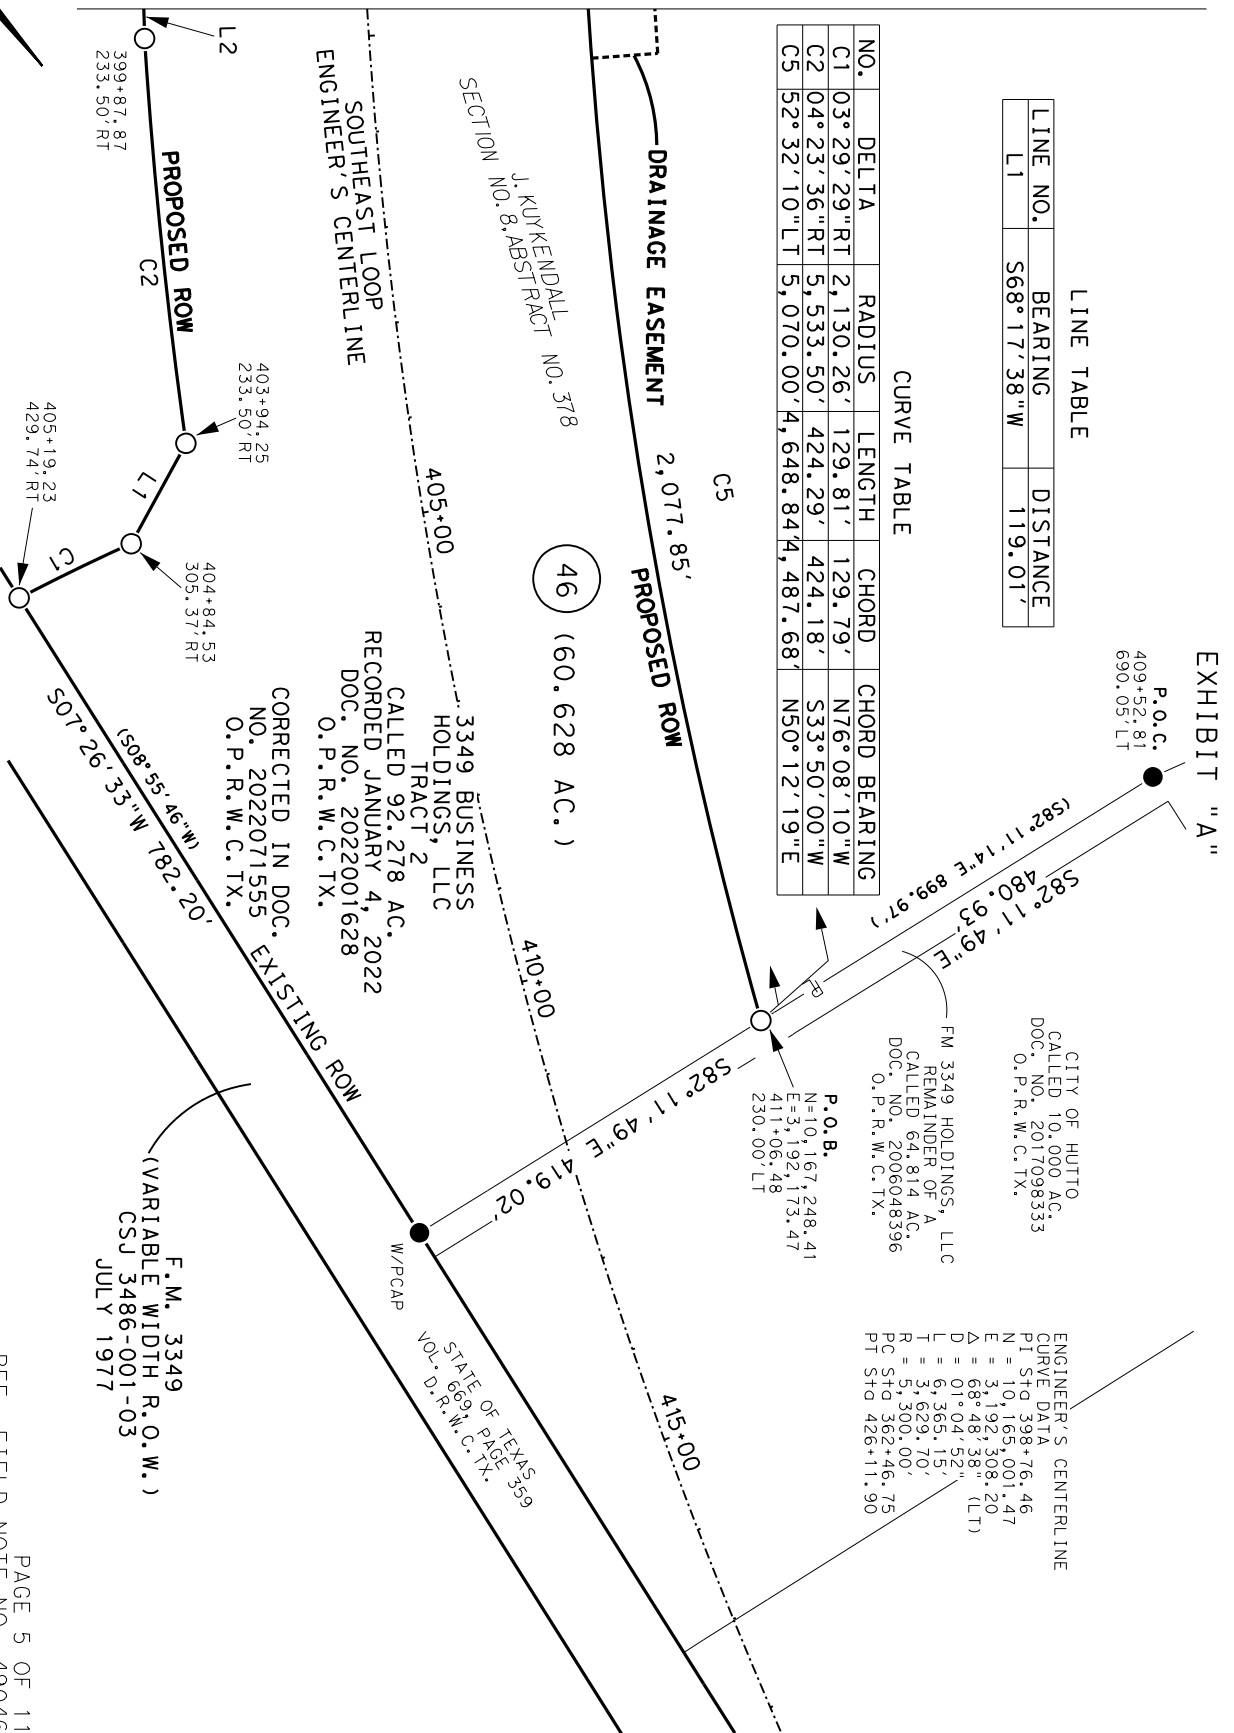 EXHIBIT "A"
LINE TABLE
LINE NO. BEARING DISTANCE
L1 S68°17'38"W 119.01'
CURVE TABLE
NO. DELTA RADIUS LENGTH CHORD CHORD BEARING
C1 03°29'29"RT 2,130.26' 129.81' 129.79' N76°08'10"W
C2 04°23'36"RT 5,533.50' 424.29' 424.18' S33°50'00"W
C5 52°32'10"LT 5,070.00' 4,648.84' 4,487.68' N50°12'19"E
P.O.C.
409+52.81
690.05'LT
(S82°11'14"E 899.97')
S82°11'49"E
480.93'
CITY OF HUTTO
CALLED 10.000 AC.
DOC. NO. 2017098333
O.P.R.W.C.TX.
FM 3349 HOLDINGS, LLC
REMAINDER OF A
CALLED 64.814 AC.
DOC. NO. 2006048396
O.P.R.W.C.TX.
ENGINEER'S CENTERLINE
CURVE DATA
PI Sta 398+76.46
N = 10,165,001.47
E = 3,192,308.20
Δ = 68°48'38" (LT)
D = 01°04'52"
L = 6,365.15'
T = 3,629.70'
R = 5,300.00'
PC Sta 362+46.75
PT Sta 426+11.90
P.O.B.
N=10,167,248.41
E=3,192,173.47
411+06.48
230.00'LT
C5
2,077.85'
PROPOSED ROW
DRAINAGE EASEMENT
J. KUYKENDALL
SECTION NO. 8, ABSTRACT NO. 378
46 (60.628 AC.)
SOUTHEAST LOOP
ENGINEER'S CENTERLINE
405+00
410+00
415+00
S82°11'49"E 419.02'
3349 BUSINESS
HOLDINGS, LLC
TRACT 2
CALLED 92.278 AC.
RECORDED JANUARY 4, 2022
DOC. NO. 2022001628
O.P.R.W.C.TX.
CORRECTED IN DOC.
NO. 2022071555
O.P.R.W.C.TX.
W/PCAP
STATE OF TEXAS
VOL. 669, PAGE 359
D.R.W.C.TX.
L2
399+87.87
233.50'RT
PROPOSED ROW
C2
403+94.25
233.50'RT
L1
404+84.53
305.37'RT
C1
405+19.23
429.74'RT
(S08°55'46"W)
S07°26'33"W 782.20'
EXISTING ROW
F.M. 3349
(VARIABLE WIDTH R.O.W.)
CSJ 3486-001-03
JULY 1977
PAGE 5 OF 11
REF. FIELD NOTE NO. 49046